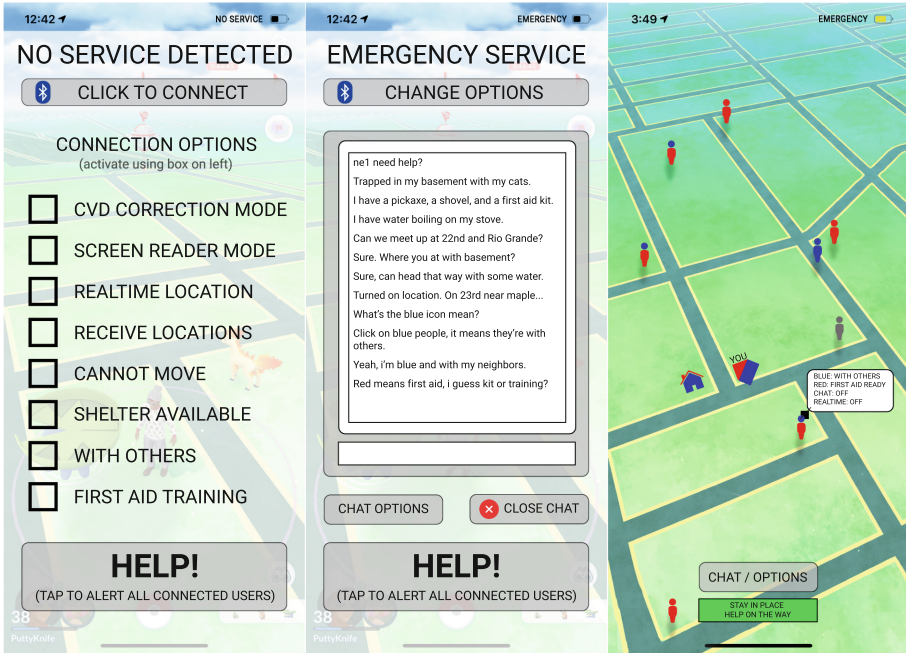 12:42
NO SERVICE
NO SERVICE DETECTED
CLICK TO CONNECT
CONNECTION OPTIONS
(activate using box on left)
CVD CORRECTION MODE
SCREEN READER MODE
REALTIME LOCATION
RECEIVE LOCATIONS
CANNOT MOVE
SHELTER AVAILABLE
WITH OTHERS
FIRST AID TRAINING
HELP!
(TAP TO ALERT ALL CONNECTED USERS)
38
PuttyKnife
12:42
EMERGENCY
EMERGENCY SERVICE
CHANGE OPTIONS
ne1 need help?
Trapped in my basement with my cats.
I have a pickaxe, a shovel, and a first aid kit.
I have water boiling on my stove.
Can we meet up at 22nd and Rio Grande?
Sure. Where you at with basement?
Sure, can head that way with some water.
Turned on location. On 23rd near maple...
What's the blue icon mean?
Click on blue people, it means they're with
others.
Yeah, i'm blue and with my neighbors.
Red means first aid, i guess kit or training?
CHAT OPTIONS
CLOSE CHAT
HELP!
(TAP TO ALERT ALL CONNECTED USERS)
38
PuttyKnife
3:49
EMERGENCY
YOU
BLUE: WITH OTHERS
RED: FIRST AID READY
CHAT: OFF
REALTIME: OFF
CHAT / OPTIONS
STAY IN PLACE
HELP ON THE WAY